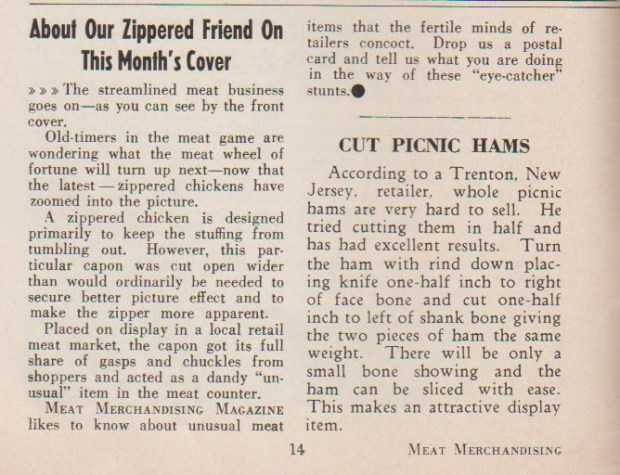 About Our Zippered Friend On
This Month's Cover
»»» The streamlined meat business
goes on—as you can see by the front
cover.
Old-timers in the meat game are
wondering what the meat wheel of
fortune will turn up next—now that
the latest — zippered chickens have
zoomed into the picture.
A zippered chicken is designed
primarily to keep the stuffing from
tumbling out. However, this par-
ticular capon was cut open wider
than would ordinarily be needed to
secure better picture effect and to
make the zipper more apparent.
Placed on display in a local retail
meat market, the capon got its full
share of gasps and chuckles from
shoppers and acted as a dandy "un-
usual" item in the meat counter.
MEAT MERCHANDISING MAGAZINE
likes to know about unusual meat
items that the fertile minds of re-
tailers concoct. Drop us a postal
card and tell us what you are doing
in the way of these "eye-catcher"
stunts.●
CUT PICNIC HAMS
According to a Trenton, New
Jersey, retailer, whole picnic
hams are very hard to sell. He
tried cutting them in half and
has had excellent results. Turn
the ham with rind down plac-
ing knife one-half inch to right
of face bone and cut one-half
inch to left of shank bone giving
the two pieces of ham the same
weight. There will be only a
small bone showing and the
ham can be sliced with ease.
This makes an attractive display
item.
14
MEAT MERCHANDISING